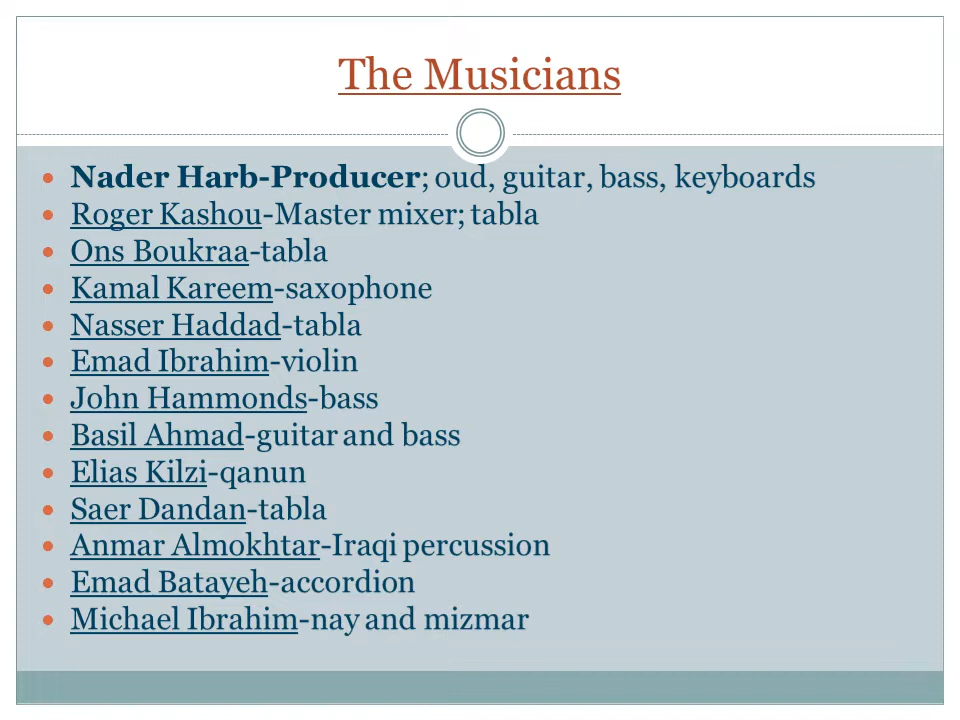 The Musicians
Nader Harb-Producer; oud, guitar, bass, keyboards
Roger Kashou-Master mixer; tabla
Ons Boukraa-tabla
Kamal Kareem-saxophone
Nasser Haddad-tabla
Emad Ibrahim-violin
John Hammonds-bass
Basil Ahmad-guitar and bass
Elias Kilzi-qanun
Saer Dandan-tabla
Anmar Almokhtar-Iraqi percussion
Emad Batayeh-accordion
Michael Ibrahim-nay and mizmar